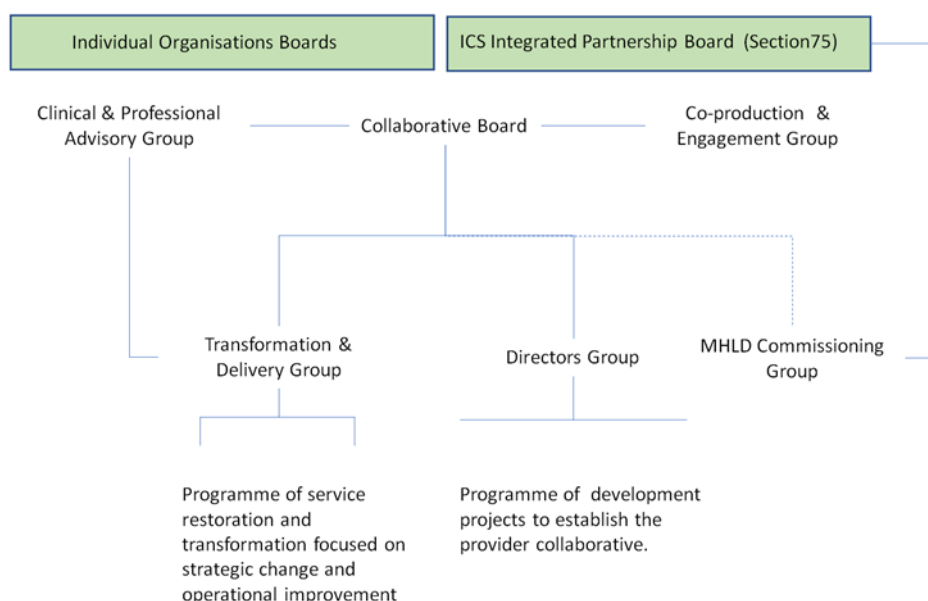 Individual Organisations Boards
ICS Integrated Partnership Board (Section75)
Clinical & Professional
Advisory Group
Collaborative Board
Co-production &
Engagement Group
Transformation &
Delivery Group
Directors Group
MHLD Commissioning
Group
Programme of service
restoration and
transformation focused on
strategic change and
operational improvement
Programme of development
projects to establish the
provider collaborative.